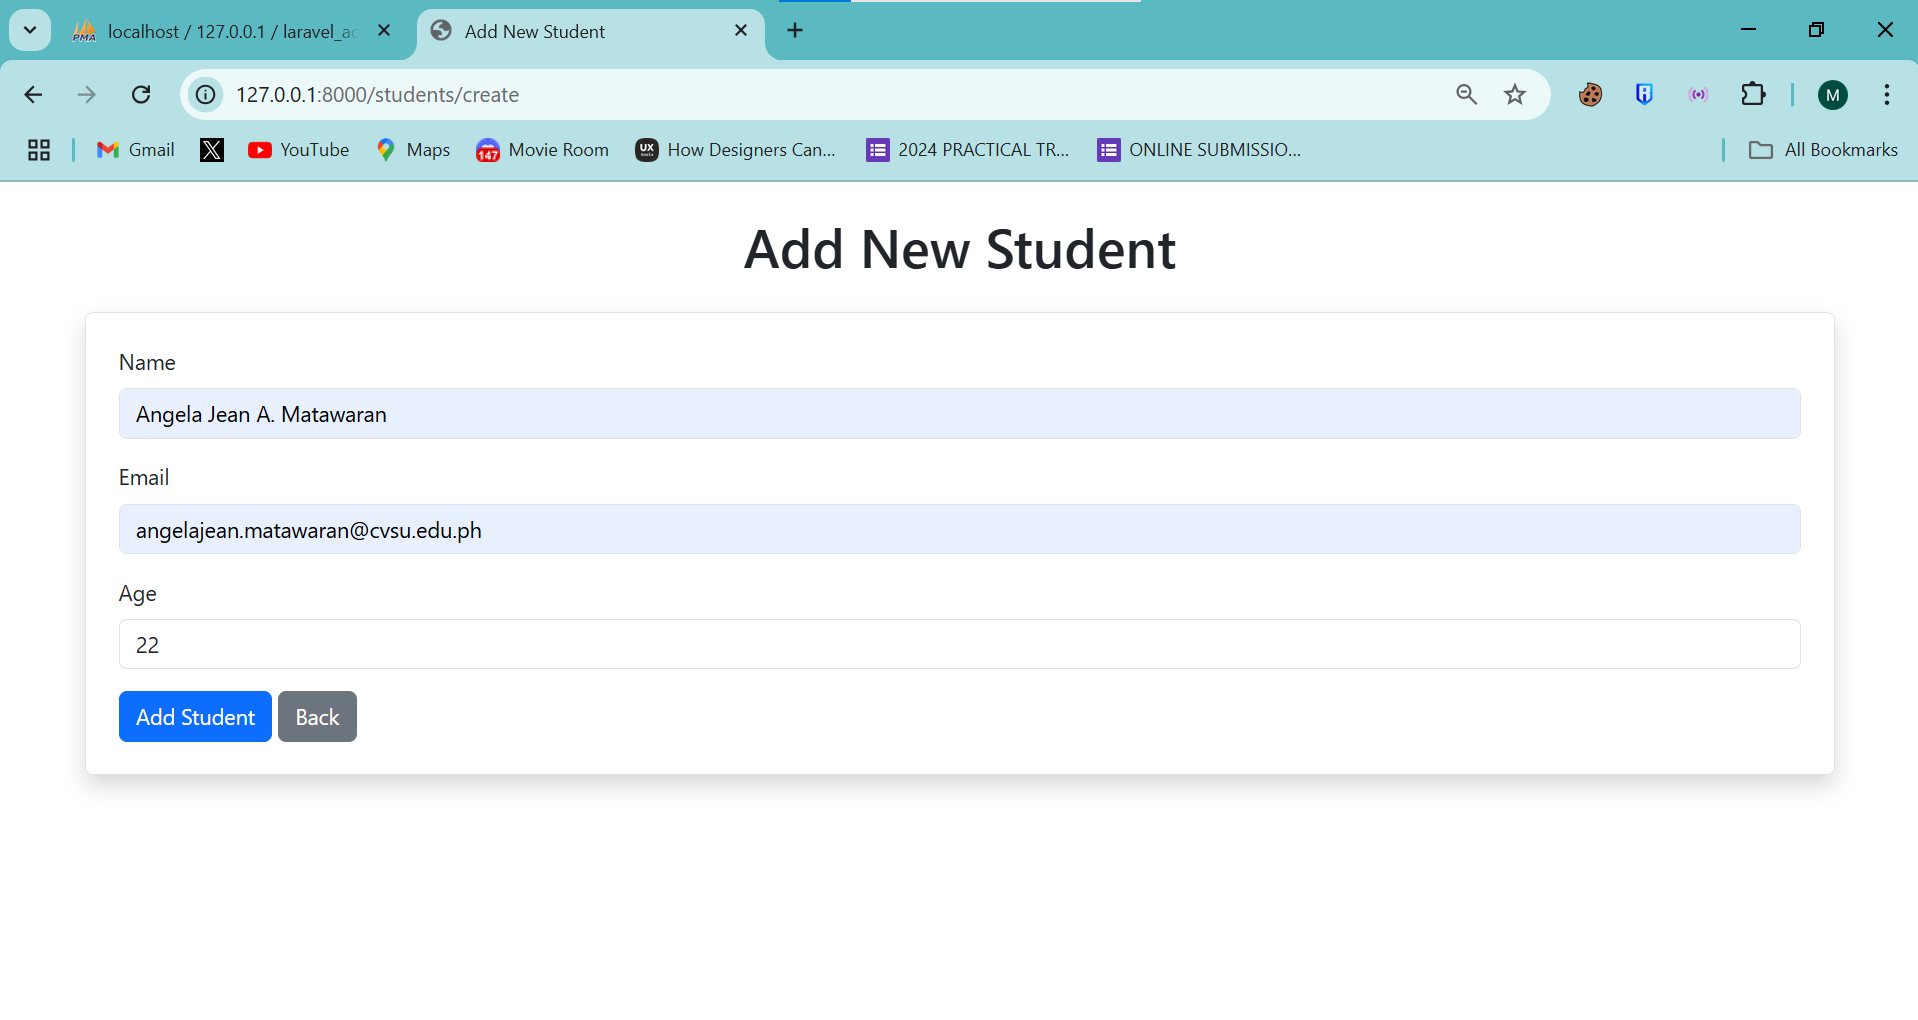 localhost / 127.0.0.1 / laravel_ac
Add New Student
127.0.0.1:8000/students/create
M
Gmail
YouTube
Maps
147
Movie Room
UX
How Designers Can...
2024 PRACTICAL TR...
ONLINE SUBMISSIO...
All Bookmarks
Add New Student
Name
Angela Jean A. Matawaran
Email
angelajean.matawaran@cvsu.edu.ph
Age
22
Add Student
Back